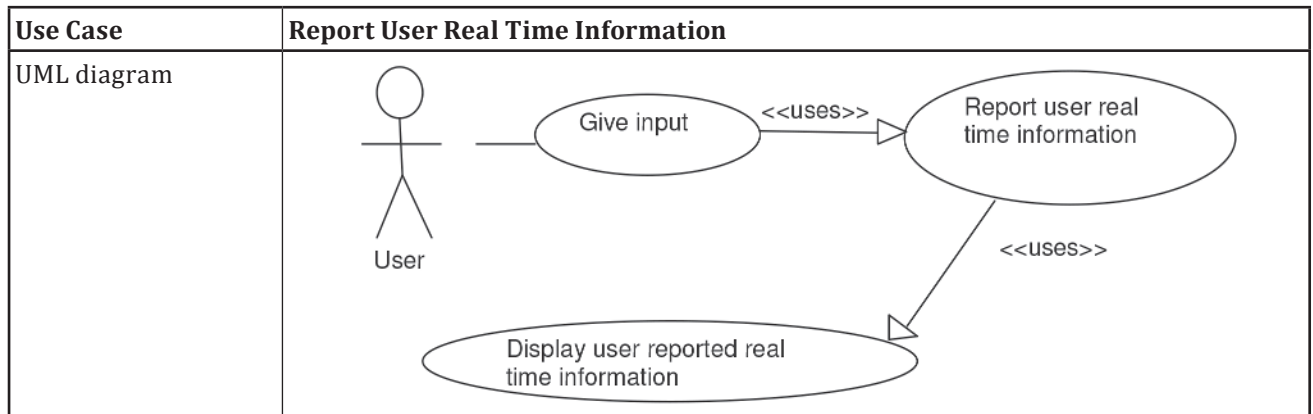 Use Case
Report User Real Time Information
UML diagram
Give input
<<uses>>
Report user real
time information
User
<<uses>>
Display user reported real
time information